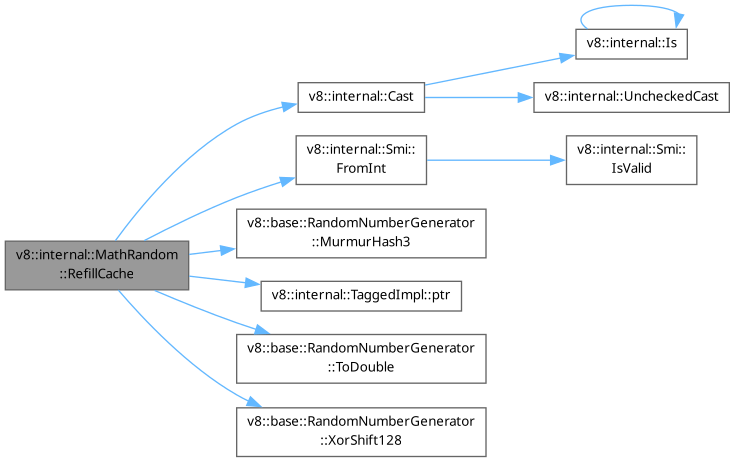 v8::internal::Is
v8::internal::Cast
v8::internal::UncheckedCast
v8::internal::Smi::
FromInt
v8::internal::Smi::
IsValid
v8::internal::MathRandom
::RefillCache
v8::base::RandomNumberGenerator
::MurmurHash3
v8::internal::TaggedImpl::ptr
v8::base::RandomNumberGenerator
::ToDouble
v8::base::RandomNumberGenerator
::XorShift128